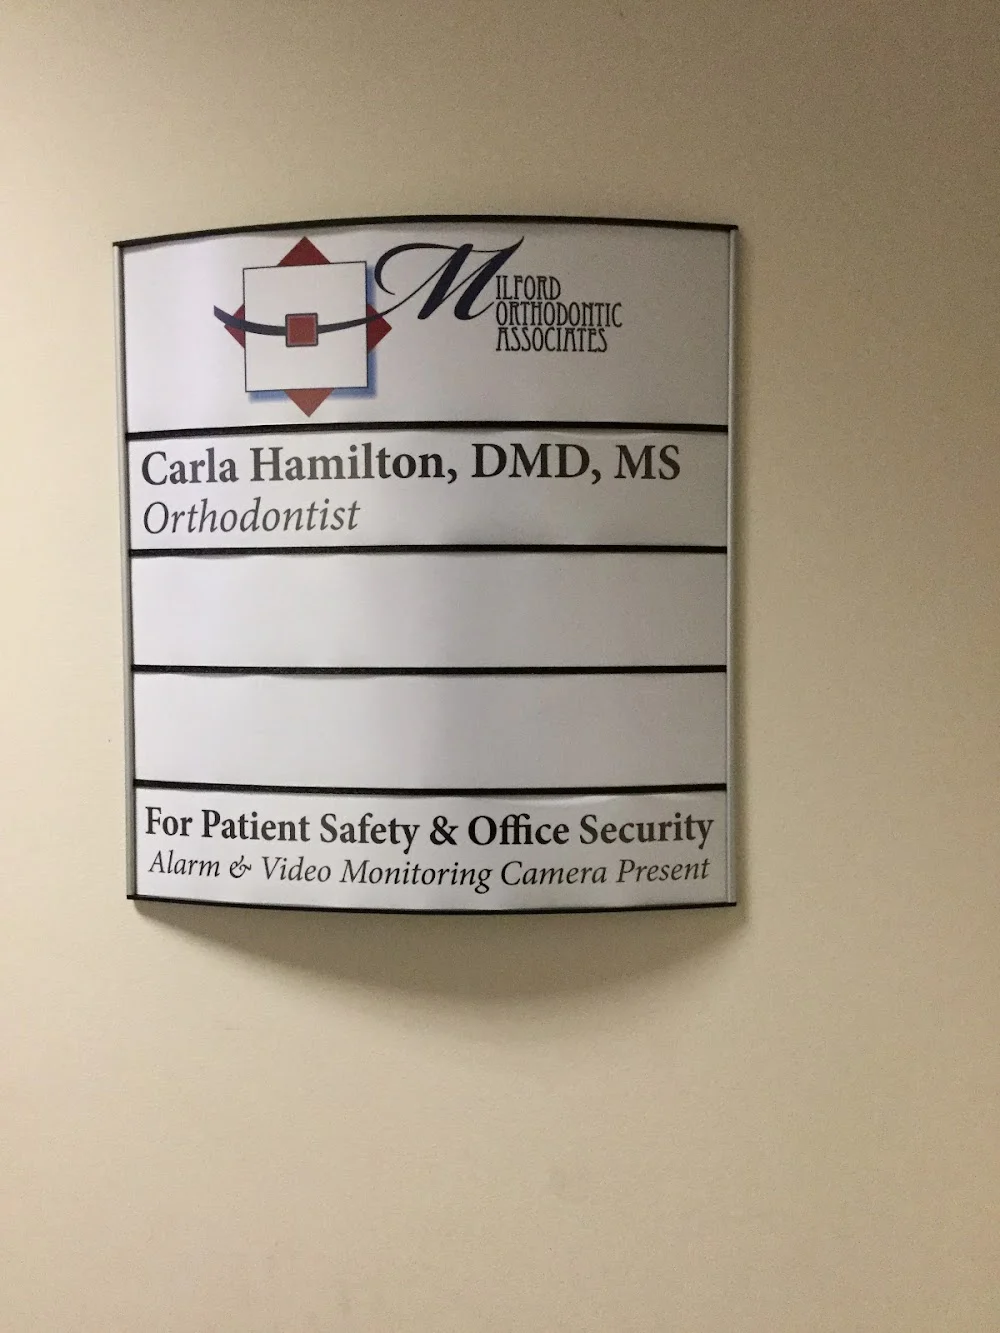 MILFORD
ORTHODONTIC
ASSOCIATES
Carla Hamilton, DMD, MS
Orthodontist
For Patient Safety & Office Security
Alarm & Video Monitoring Camera Present